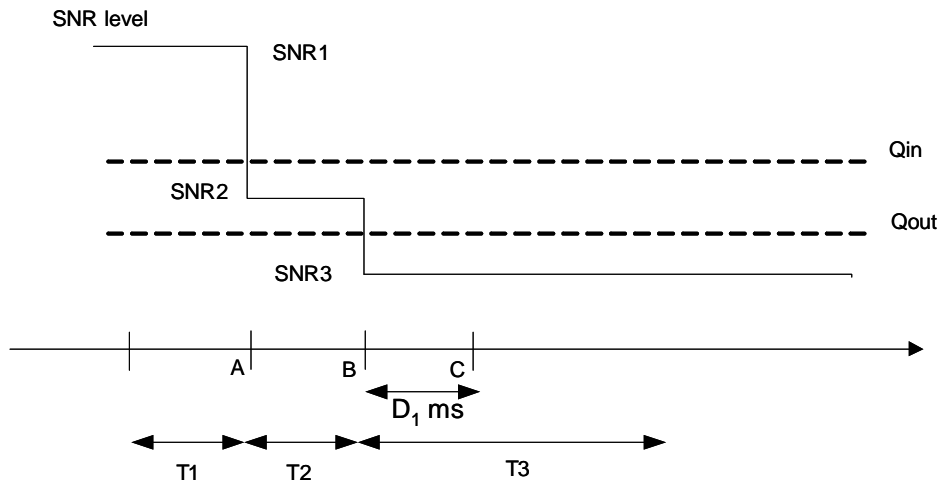 SNR level
SNR1
Qin
SNR2
Qout
SNR3
A
B
C
D₁ ms
T1
T2
T3